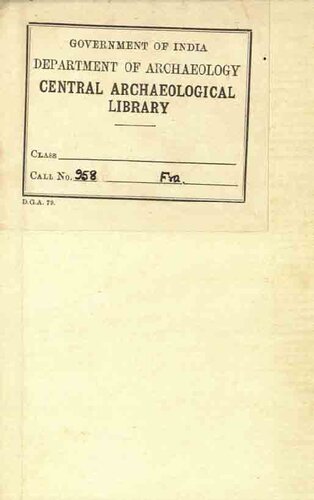 GOVERNMENT OF INDIA
DEPARTMENT OF ARCHAEOLOGY
CENTRAL ARCHAEOLOGICAL
LIBRARY
CLASS
CALL No. 958 Fra.
D.G.A. 79.